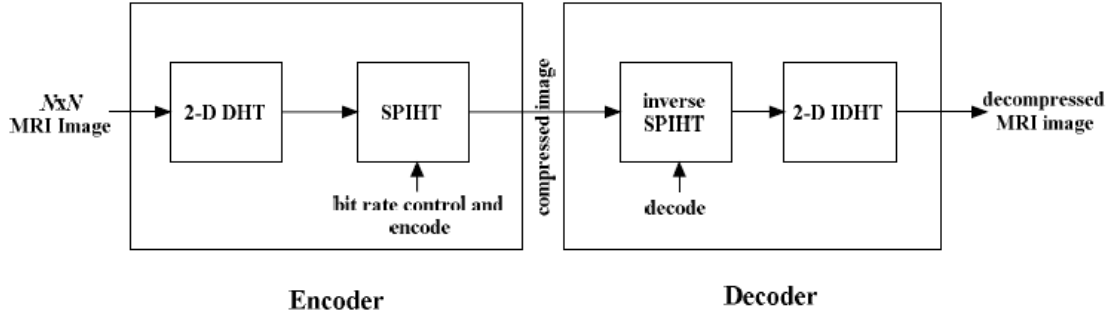 NxN
MRI Image
2-D DHT
SPIHT
bit rate control and
encode
compressed image
inverse
SPIHT
decode
2-D IDHT
decompressed
MRI image
Encoder
Decoder